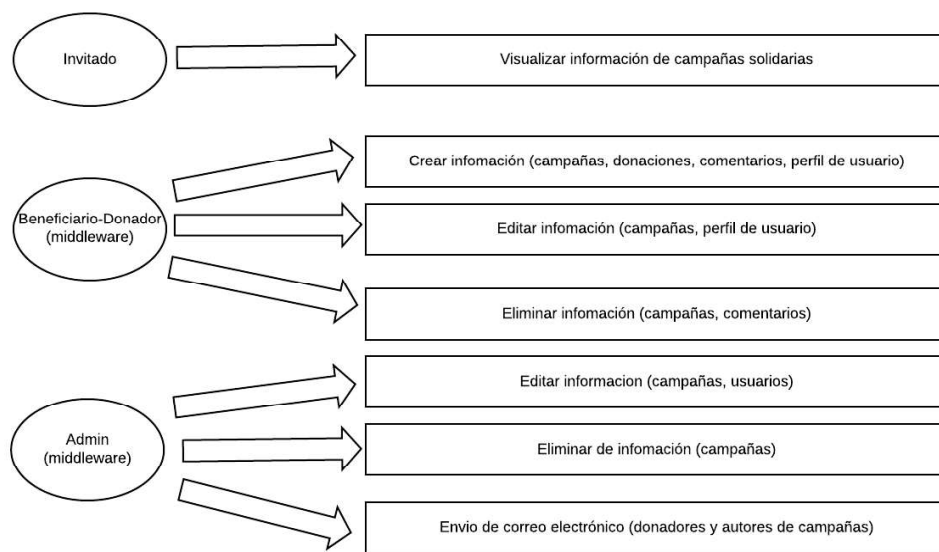 Invitado
Visualizar información de campañas solidarias
Crear infomación (campañas, donaciones, comentarios, perfil de usuario)
Beneficiario-Donador
(middleware)
Editar infomación (campañas, perfil de usuario)
Eliminar infomación (campañas, comentarios)
Editar informacion (campañas, usuarios)
Admin
(middleware)
Eliminar de infomación (campañas)
Envio de correo electrónico (donadores y autores de campañas)